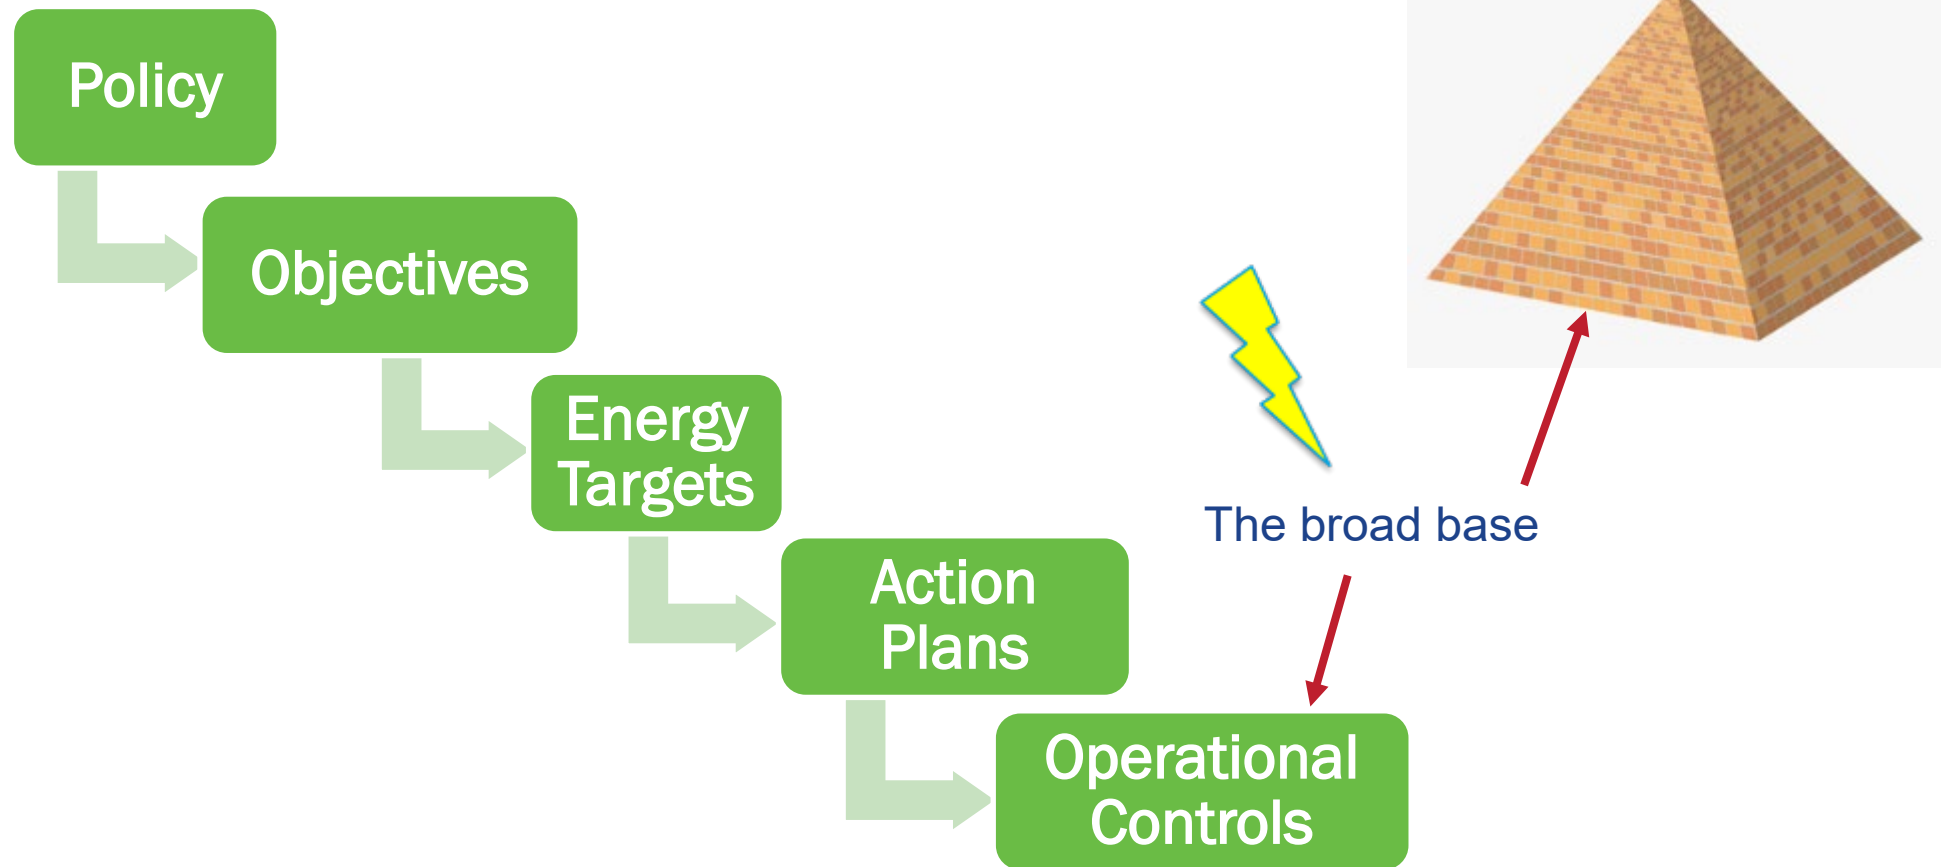 Policy
Objectives
Energy
Targets
The broad base
Action
Plans
Operational
Controls